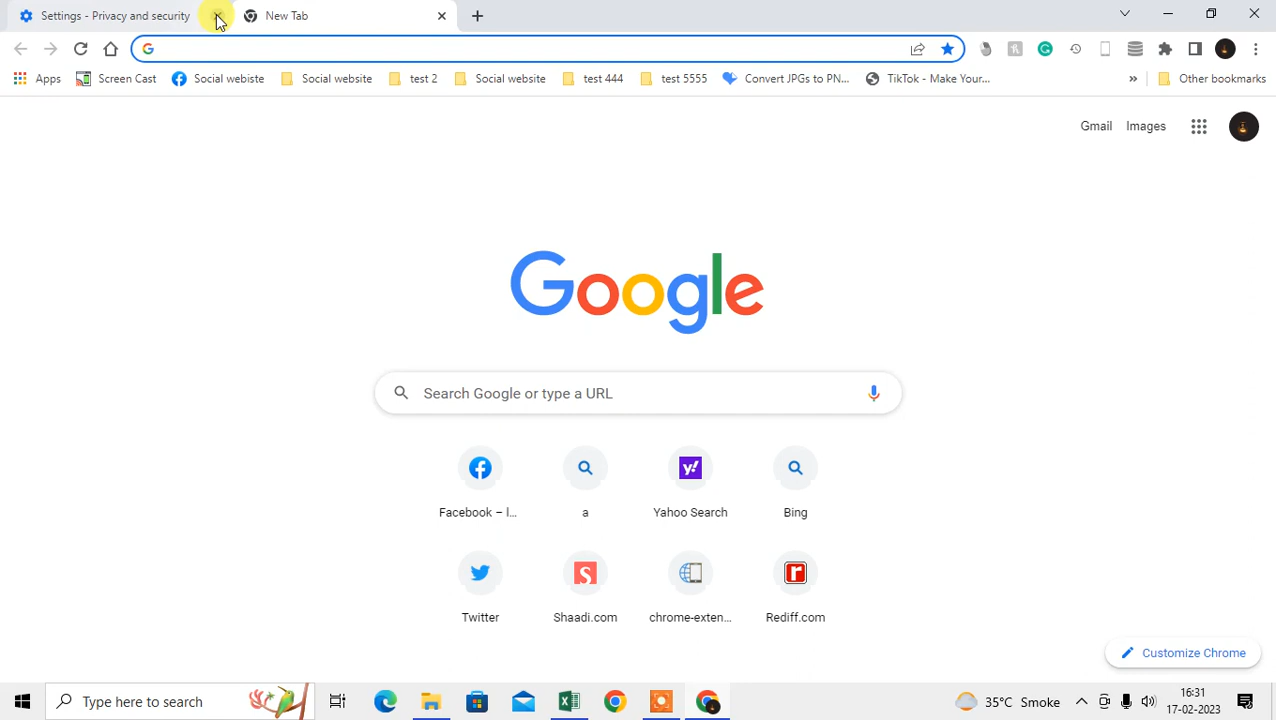 Settings - Privacy and security
New Tab
Apps
Screen Cast
Social webiste
Social website
test 2
Social website
test 444
test 5555
Convert JPGs to PN...
TikTok - Make Your...
»
Other bookmarks
Gmail
Images
Google
Search Google or type a URL
Facebook – l...
a
Yahoo Search
Bing
Twitter
Shaadi.com
chrome-exten...
Rediff.com
Customize Chrome
Type here to search
35°C Smoke
16:31
17-02-2023